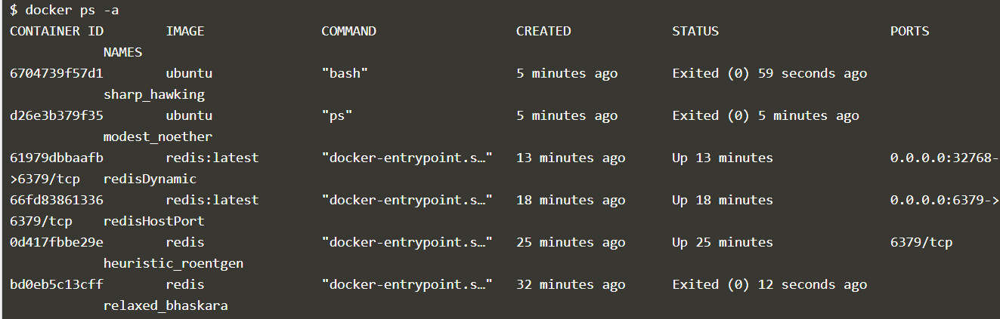 $ docker ps -a
CONTAINER ID        IMAGE               COMMAND                  CREATED             STATUS                      PORTS
            NAMES
6704739f57d1        ubuntu              "bash"                   5 minutes ago       Exited (0) 59 seconds ago
            sharp_hawking
d26e3b379f35        ubuntu              "ps"                     5 minutes ago       Exited (0) 5 minutes ago
            modest_noether
61979dbbaafb        redis:latest        "docker-entrypoint.s…"   13 minutes ago      Up 13 minutes               0.0.0.0:32768-
>6379/tcp   redisDynamic
66fd83861336        redis:latest        "docker-entrypoint.s…"   18 minutes ago      Up 18 minutes               0.0.0.0:6379->
6379/tcp    redisHostPort
0d417fbbe29e        redis               "docker-entrypoint.s…"   25 minutes ago      Up 25 minutes               6379/tcp
            heuristic_roentgen
bd0eb5c13cff        redis               "docker-entrypoint.s…"   32 minutes ago      Exited (0) 12 seconds ago
            relaxed_bhaskara